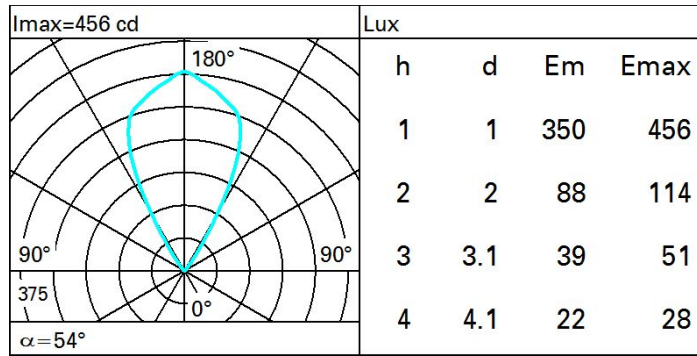 Imax=456 cd
180°
90°
90°
375
0°
α=54°
Lux
h d Em Emax
1 1 350 456
2 2 88 114
3 3.1 39 51
4 4.1 22 28